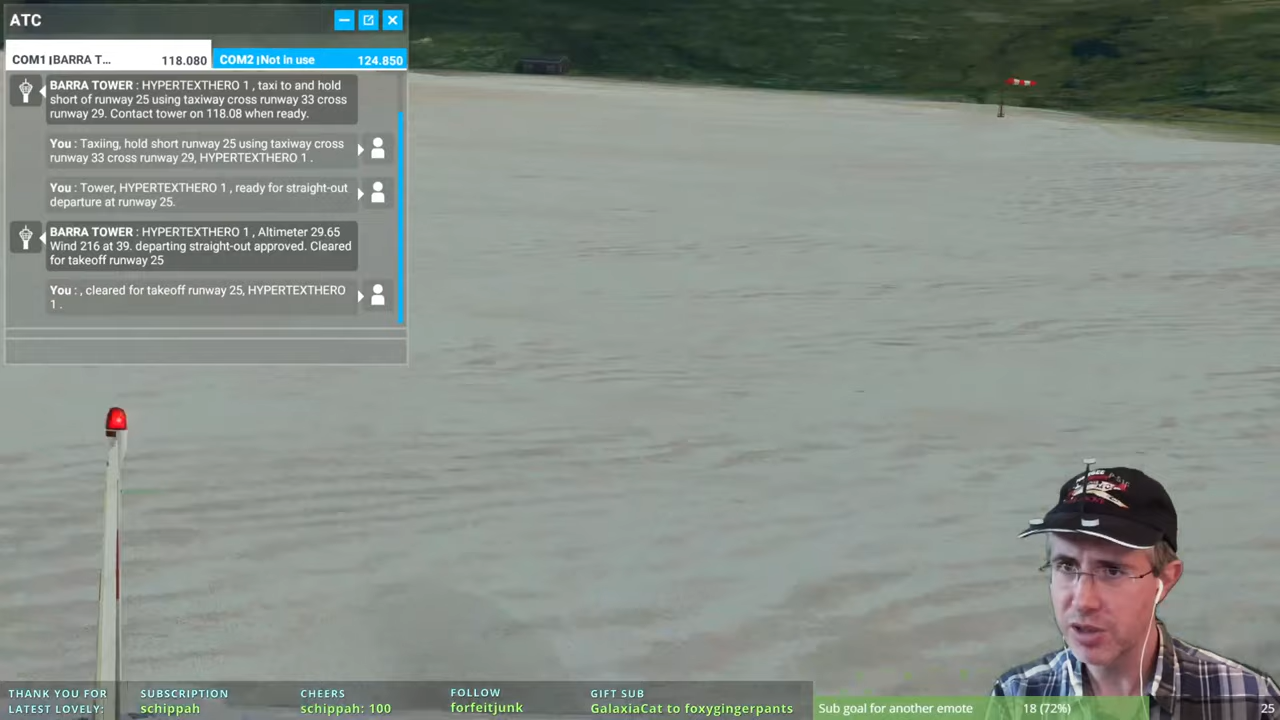 ATC
COM1 |BARRA T... 118.080
COM2 |Not in use 124.850
BARRA TOWER : HYPERTEXTHERO 1 , taxi to and hold
short of runway 25 using taxiway cross runway 33 cross
runway 29. Contact tower on 118.08 when ready.
You : Taxiing, hold short runway 25 using taxiway cross
runway 33 cross runway 29, HYPERTEXTHERO 1 .
You : Tower, HYPERTEXTHERO 1 , ready for straight-out
departure at runway 25.
BARRA TOWER : HYPERTEXTHERO 1 , Altimeter 29.65
Wind 216 at 39. departing straight-out approved. Cleared
for takeoff runway 25
You : , cleared for takeoff runway 25, HYPERTEXTHERO
1 .
THANK YOU FOR
LATEST LOVELY:
SUBSCRIPTION
schippah
CHEERS
schippah: 100
FOLLOW
forfeitjunk
GIFT SUB
GalaxiaCat to foxygingerpants
Sub goal for another emote 18 (72%) 25